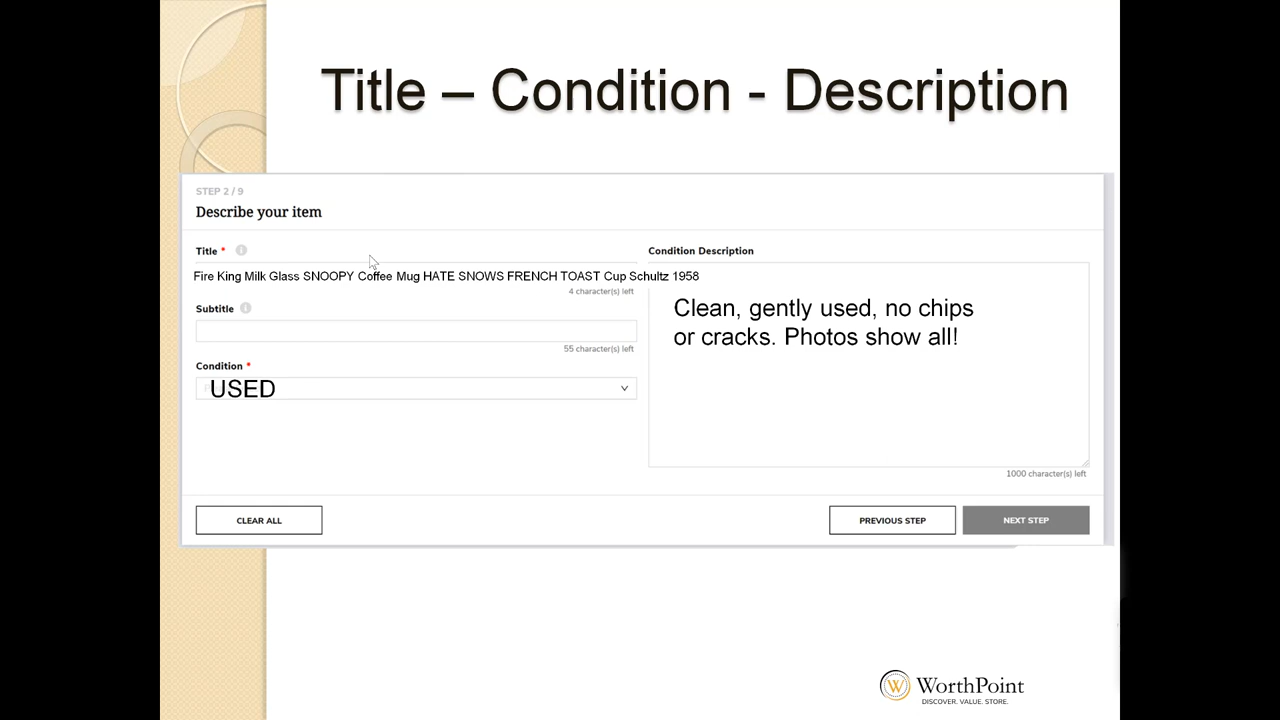 Title – Condition - Description
STEP 2 / 9
Describe your item
Title *
Fire King Milk Glass SNOOPY Coffee Mug HATE SNOWS FRENCH TOAST Cup Schultz 1958
4 character(s) left
Subtitle
55 character(s) left
Condition *
USED
Condition Description
Clean, gently used, no chips
or cracks. Photos show all!
1000 character(s) left
CLEAR ALL
PREVIOUS STEP
NEXT STEP
W WorthPoint
DISCOVER. VALUE. STORE.